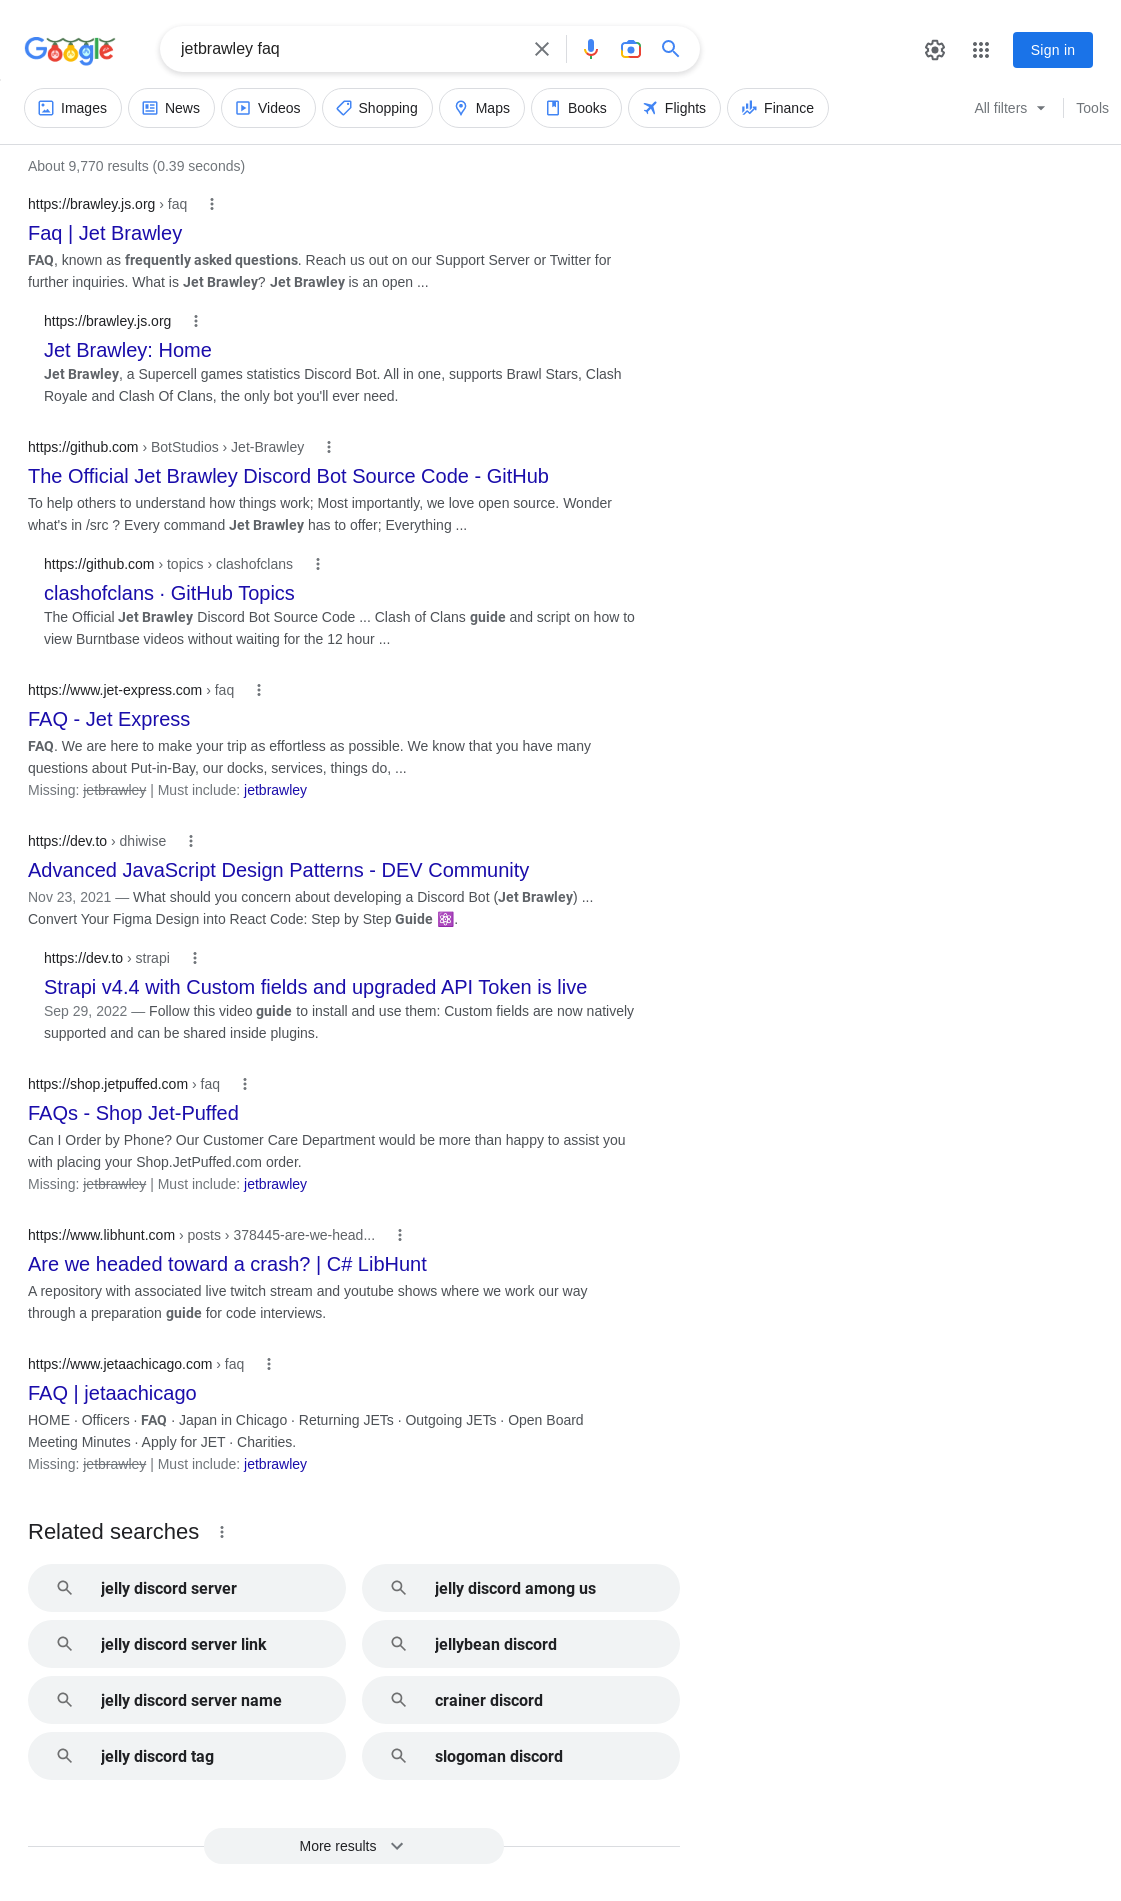 Google
jetbrawley faq
Sign in
Images News Videos Shopping Maps Books Flights Finance All filters Tools
About 9,770 results (0.39 seconds)
https://brawley.js.org › faq
Faq | Jet Brawley
FAQ, known as frequently asked questions. Reach us out on our Support Server or Twitter for
further inquiries. What is Jet Brawley? Jet Brawley is an open ...
https://brawley.js.org
Jet Brawley: Home
Jet Brawley, a Supercell games statistics Discord Bot. All in one, supports Brawl Stars, Clash
Royale and Clash Of Clans, the only bot you'll ever need.
https://github.com › BotStudios › Jet-Brawley
The Official Jet Brawley Discord Bot Source Code - GitHub
To help others to understand how things work; Most importantly, we love open source. Wonder
what's in /src ? Every command Jet Brawley has to offer; Everything ...
https://github.com › topics › clashofclans
clashofclans · GitHub Topics
The Official Jet Brawley Discord Bot Source Code ... Clash of Clans guide and script on how to
view Burntbase videos without waiting for the 12 hour ...
https://www.jet-express.com › faq
FAQ - Jet Express
FAQ. We are here to make your trip as effortless as possible. We know that you have many
questions about Put-in-Bay, our docks, services, things do, ...
Missing: jetbrawley | Must include: jetbrawley
https://dev.to › dhiwise
Advanced JavaScript Design Patterns - DEV Community
Nov 23, 2021 — What should you concern about developing a Discord Bot (Jet Brawley) ...
Convert Your Figma Design into React Code: Step by Step Guide ⚛️.
https://dev.to › strapi
Strapi v4.4 with Custom fields and upgraded API Token is live
Sep 29, 2022 — Follow this video guide to install and use them: Custom fields are now natively
supported and can be shared inside plugins.
https://shop.jetpuffed.com › faq
FAQs - Shop Jet-Puffed
Can I Order by Phone? Our Customer Care Department would be more than happy to assist you
with placing your Shop.JetPuffed.com order.
Missing: jetbrawley | Must include: jetbrawley
https://www.libhunt.com › posts › 378445-are-we-head...
Are we headed toward a crash? | C# LibHunt
A repository with associated live twitch stream and youtube shows where we work our way
through a preparation guide for code interviews.
https://www.jetaachicago.com › faq
FAQ | jetaachicago
HOME · Officers · FAQ · Japan in Chicago · Returning JETs · Outgoing JETs · Open Board
Meeting Minutes · Apply for JET · Charities.
Missing: jetbrawley | Must include: jetbrawley
Related searches
jelly discord server jelly discord among us
jelly discord server link jellybean discord
jelly discord server name crainer discord
jelly discord tag slogoman discord
More results